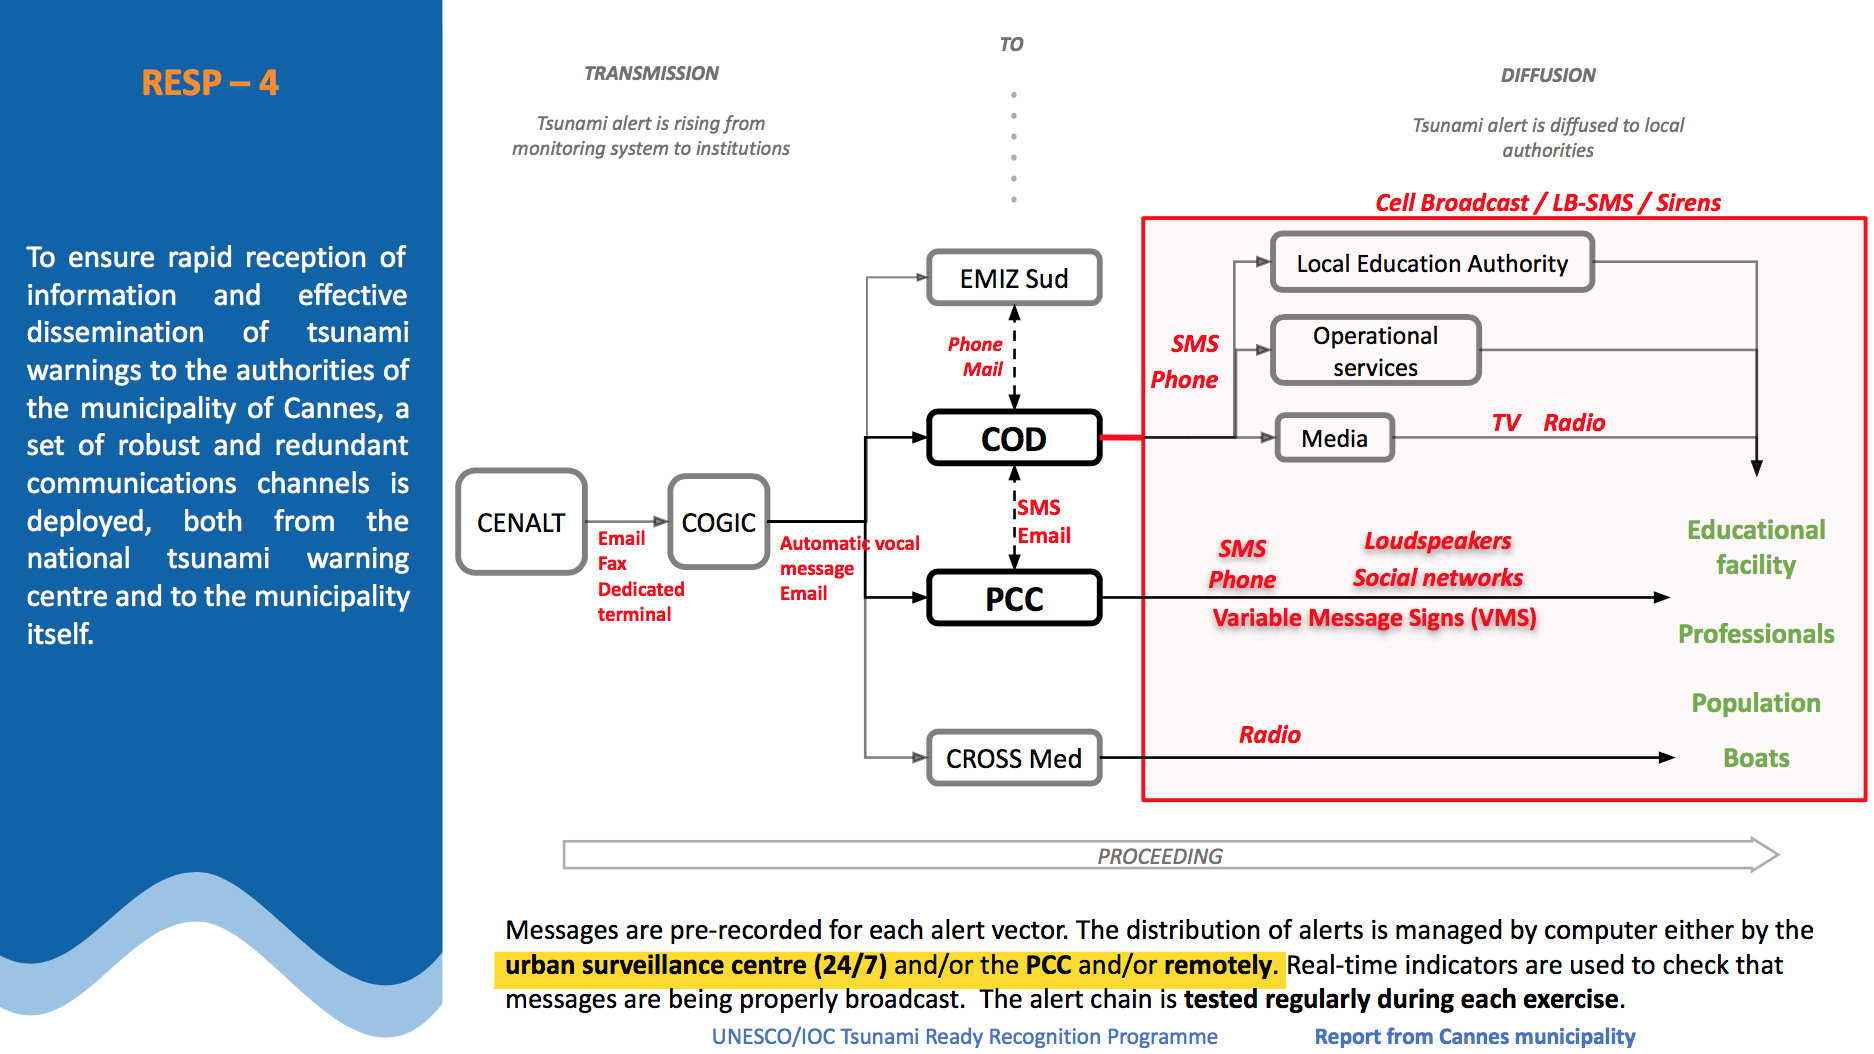 RESP – 4
To ensure rapid reception of
information and effective
dissemination of tsunami
warnings to the authorities of
the municipality of Cannes, a
set of robust and redundant
communications channels is
deployed, both from the
national tsunami warning
centre and to the municipality
itself.
TRANSMISSION
Tsunami alert is rising from
monitoring system to institutions
TO
DIFFUSION
Tsunami alert is diffused to local
authorities
Cell Broadcast / LB-SMS / Sirens
CENALT
Email
Fax
Dedicated
terminal
COGIC
Automatic vocal
message
Email
EMIZ Sud
Phone
Mail
COD
SMS
Email
PCC
CROSS Med
SMS
Phone
Local Education Authority
Operational
services
Media
TV Radio
SMS
Phone
Loudspeakers
Social networks
Variable Message Signs (VMS)
Radio
Educational
facility
Professionals
Population
Boats
PROCEEDING
Messages are pre-recorded for each alert vector. The distribution of alerts is managed by computer either by the
urban surveillance centre (24/7) and/or the PCC and/or remotely. Real-time indicators are used to check that
messages are being properly broadcast. The alert chain is tested regularly during each exercise.
UNESCO/IOC Tsunami Ready Recognition Programme
Report from Cannes municipality